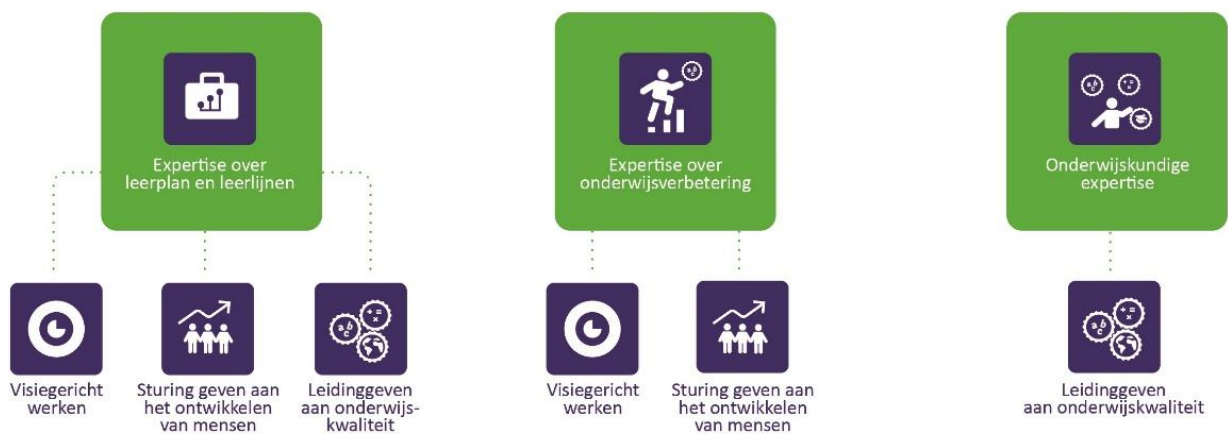 Expertise over
leerplan en leerlijnen
Expertise over
onderwijsverbetering
Onderwijskundige
expertise
Visiegericht
werken
Sturing geven aan
het ontwikkelen
van mensen
Leidinggeven
aan onderwijs-
kwaliteit
Visiegericht
werken
Sturing geven aan
het ontwikkelen
van mensen
Leidinggeven
aan onderwijskwaliteit